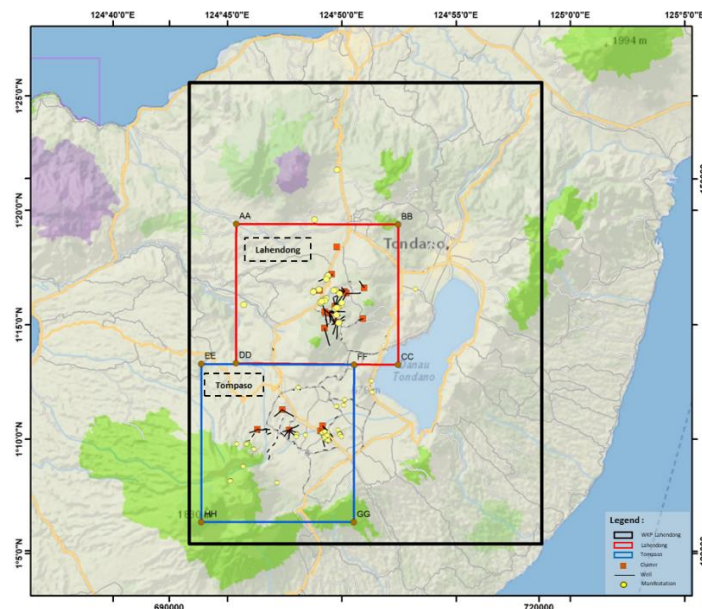 124°40'0"E 124°45'0"E 124°50'0"E 124°55'0"E 125°0'0"E 125°5'0"E
1994 m
1°25'0"N
1°20'0"N
AA BB
Lahendong
Tondano
1°15'0"N
EE DD FF CC
Danau
Tondano
Tompaso
1°10'0"N
HH GG
1°5'0"N
Legend :
WKP Lahendong
Lahendong
Tompaso
Cluster
Well
Manifestation
690000 720000